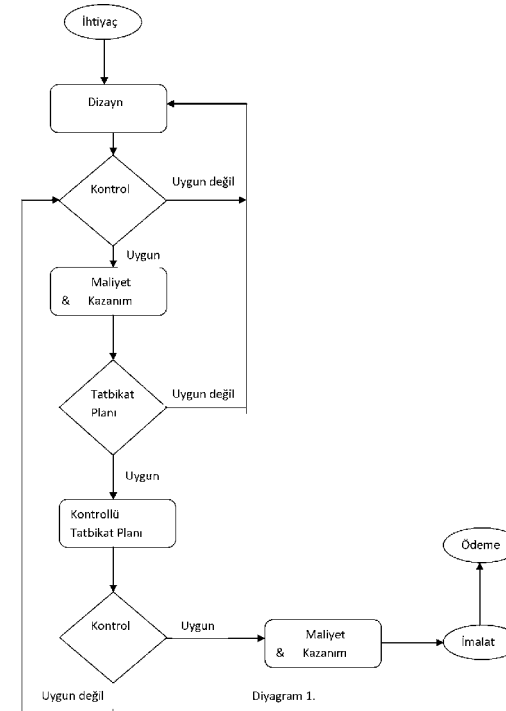 İhtiyaç
Dizayn
Kontrol
Uygun değil
Uygun
Maliyet
& Kazanım
Tatbikat
Planı
Uygun değil
Uygun
Kontrollü
Tatbikat Planı
Ödeme
Kontrol
Uygun
Maliyet
& Kazanım
İmalat
Uygun değil
Diyagram 1.